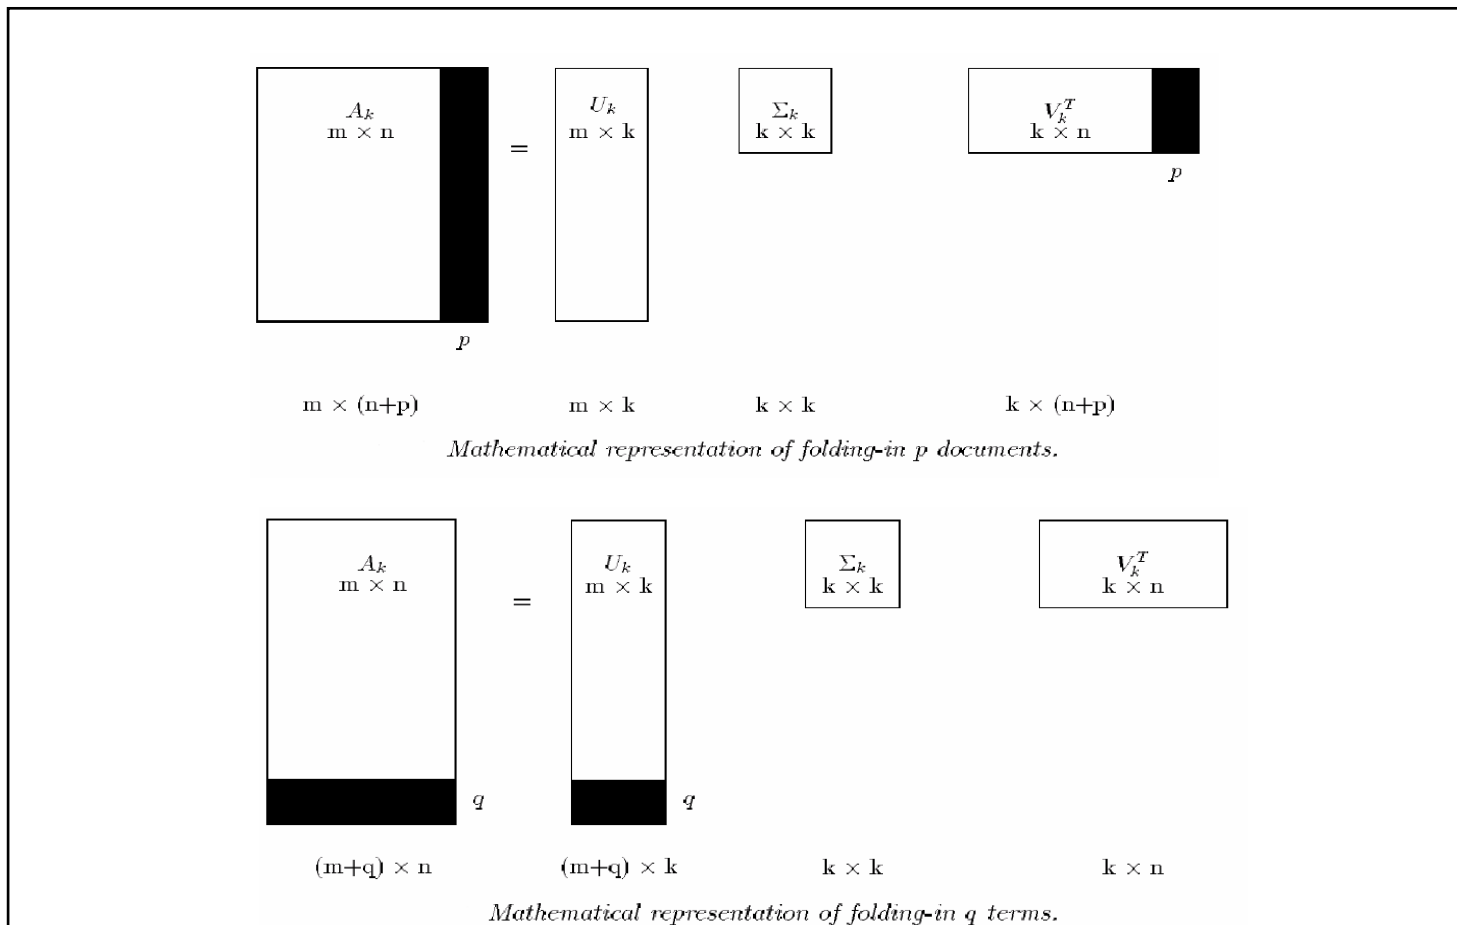 A_k U_k Σ_k V_k^T
m × n m × k k × k k × n
=
p
p
m × (n+p) m × k k × k k × (n+p)
Mathematical representation of folding-in p documents.
A_k U_k Σ_k V_k^T
m × n m × k k × k k × n
=
q q
(m+q) × n (m+q) × k k × k k × n
Mathematical representation of folding-in q terms.